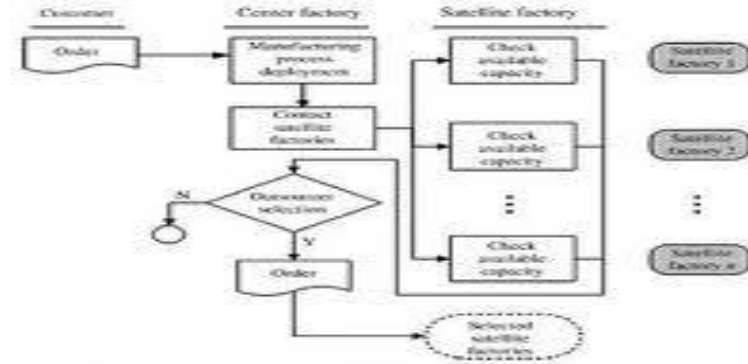 Customer
Center factory
Satellite factory
Order
Manufacturing
process
deployment
Check
available
capacity
Satellite
factory 1
Contact
satellite
factories
Check
available
capacity
Satellite
factory 2
N
Outsourcer
selection
Y
Order
Check
available
capacity
Satellite
factory n
Selected
satellite
factories